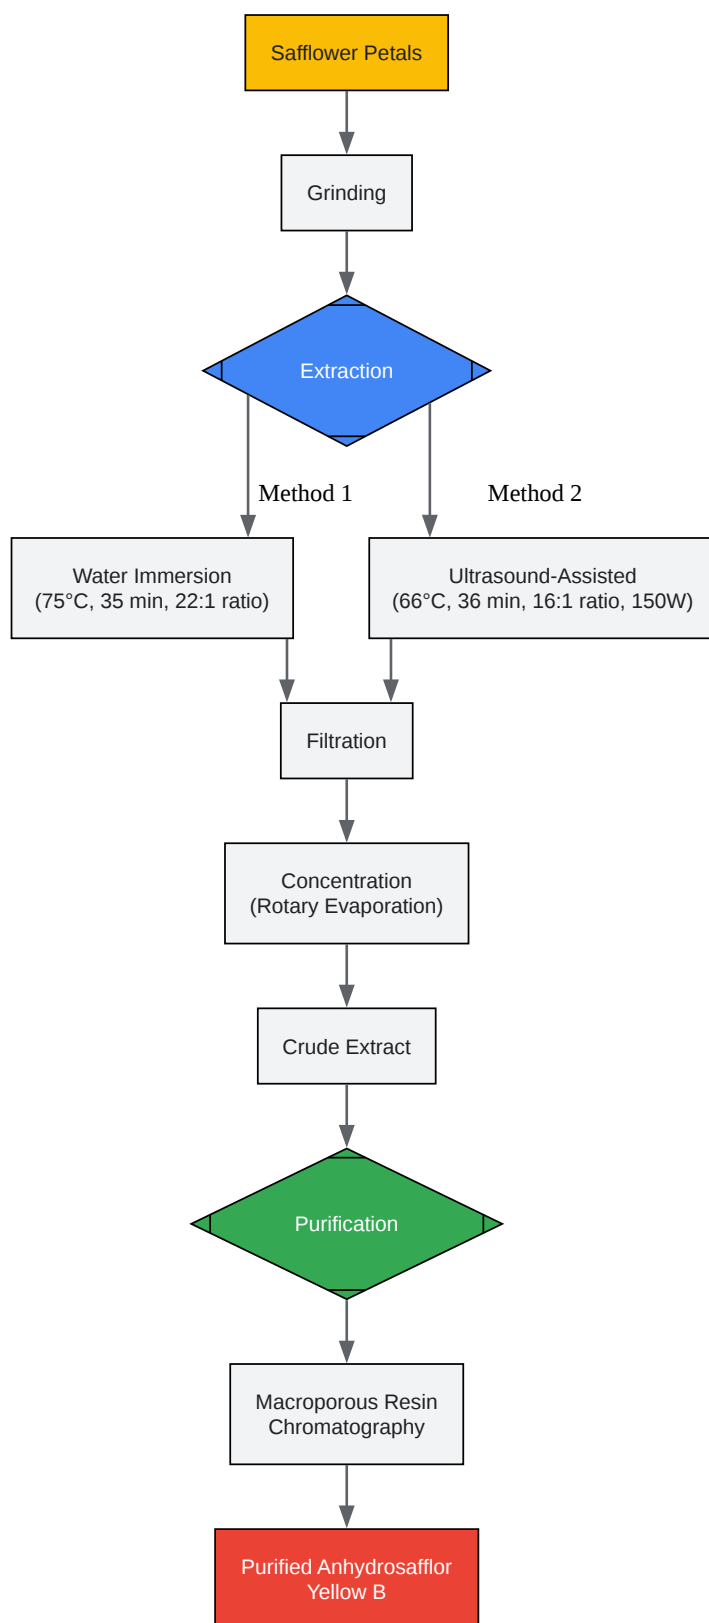 Safflower Petals
Grinding
Extraction
Method 1
Method 2
Water Immersion
(75°C, 35 min, 22:1 ratio)
Ultrasound-Assisted
(66°C, 36 min, 16:1 ratio, 150W)
Filtration
Concentration
(Rotary Evaporation)
Crude Extract
Purification
Macroporous Resin
Chromatography
Purified Anhydrosafflor
Yellow B